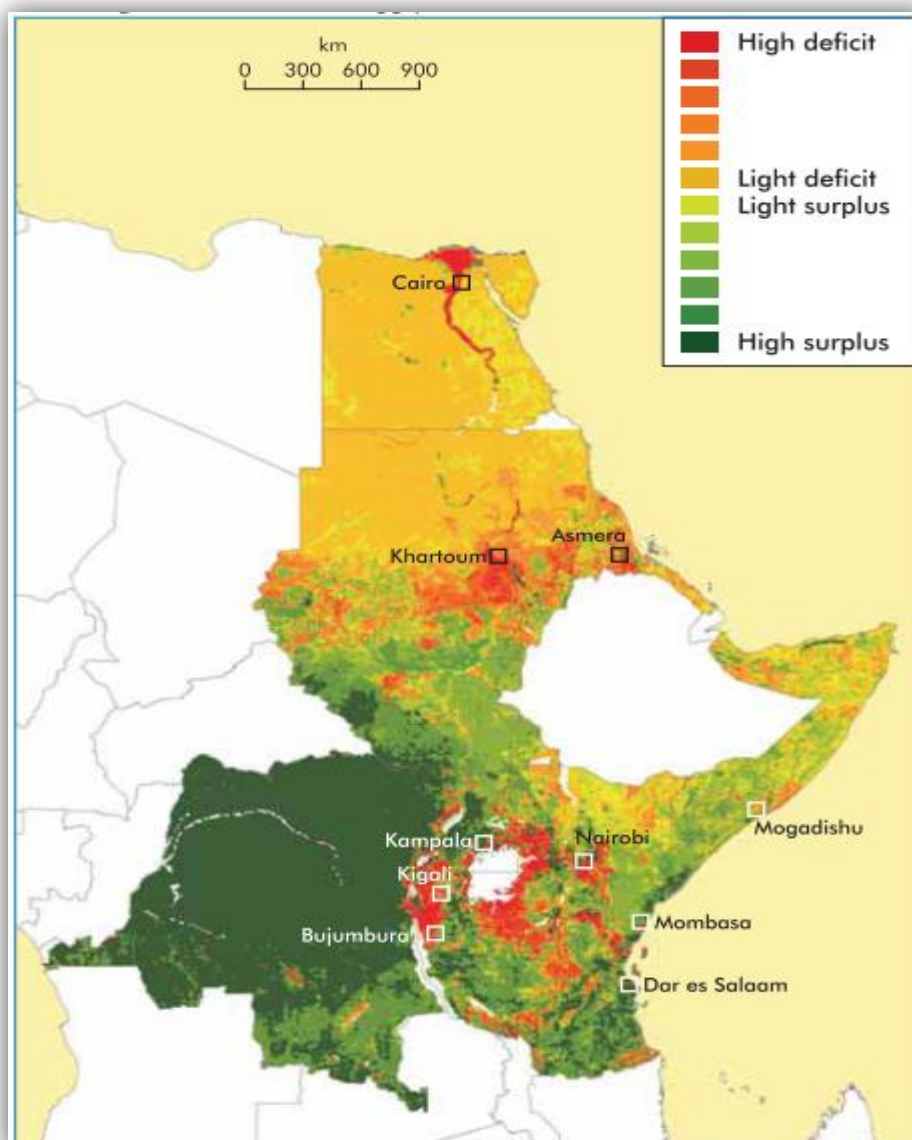 km
0 300 600 900
High deficit
Light deficit
Light surplus
High surplus
Cairo
Khartoum
Asmera
Mogadishu
Kampala
Nairobi
Kigali
Mombasa
Bujumbura
Dar es Salaam